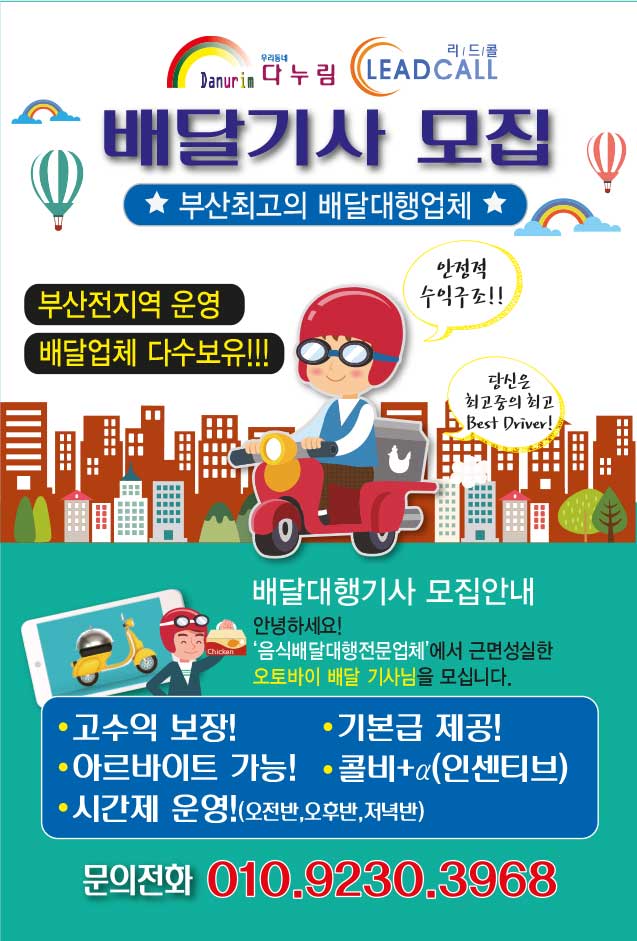 Danurim
우리동네
다누림
리/드/콜
LEADCALL
배달기사 모집
★ 부산최고의 배달대행업체 ★
안정적
수익구조!!
부산전지역 운영
배달업체 다수보유!!!
당신은
최고중의 최고
Best Driver!
배달대행기사 모집안내
안녕하세요!
'음식배달대행전문업체'에서 근면성실한
오토바이 배달 기사님을 모십니다.
Chicken
•고수익 보장! •기본급 제공!
•아르바이트 가능! •콜비+α(인센티브)
•시간제 운영!(오전반,오후반,저녁반)
문의전화 010.9230.3968